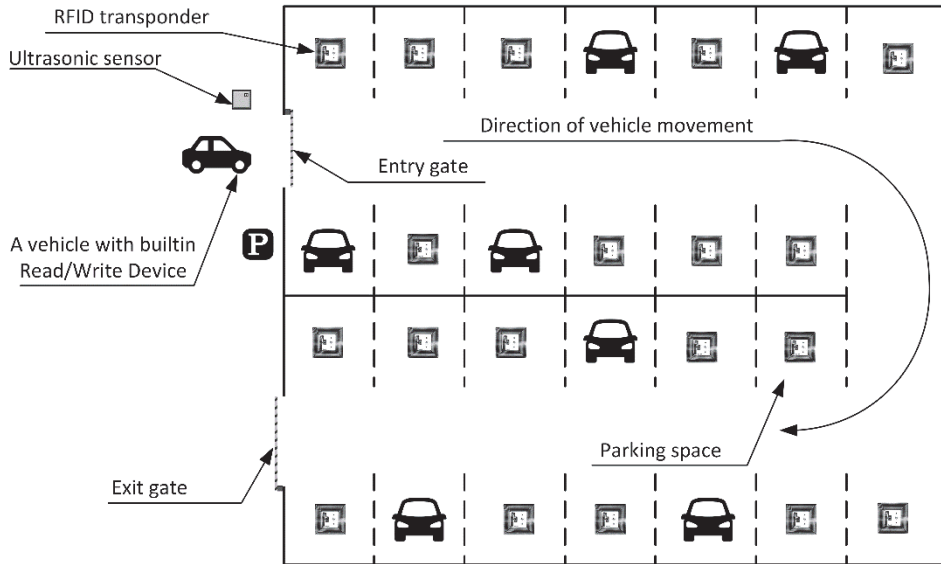 RFID transponder
Ultrasonic sensor
Direction of vehicle movement
Entry gate
A vehicle with builtin
Read/Write Device
P
Parking space
Exit gate